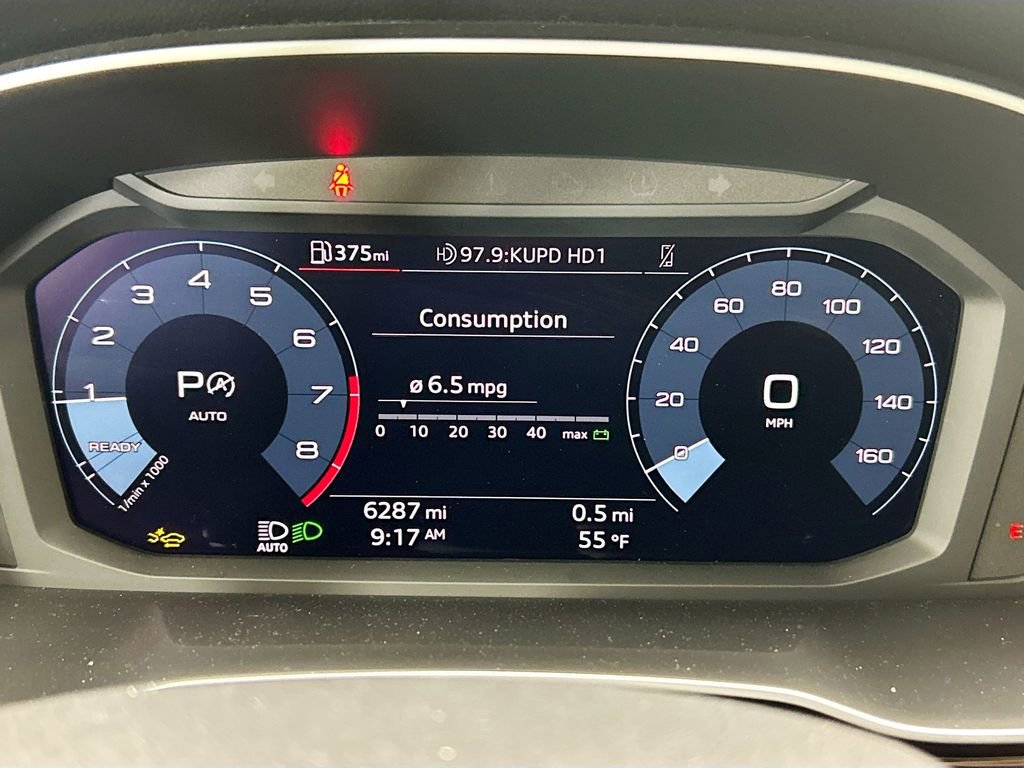 375mi 97.9:KUPD HD1
Consumption
ø 6.5 mpg
0 10 20 30 40 max
1 2 3 4 5 6 7 8
READY
1/min x 1000
P A
AUTO
0 20 40 60 80 100 120 140 160
0
MPH
6287 mi 0.5 mi
9:17 AM 55 °F
AUTO
E